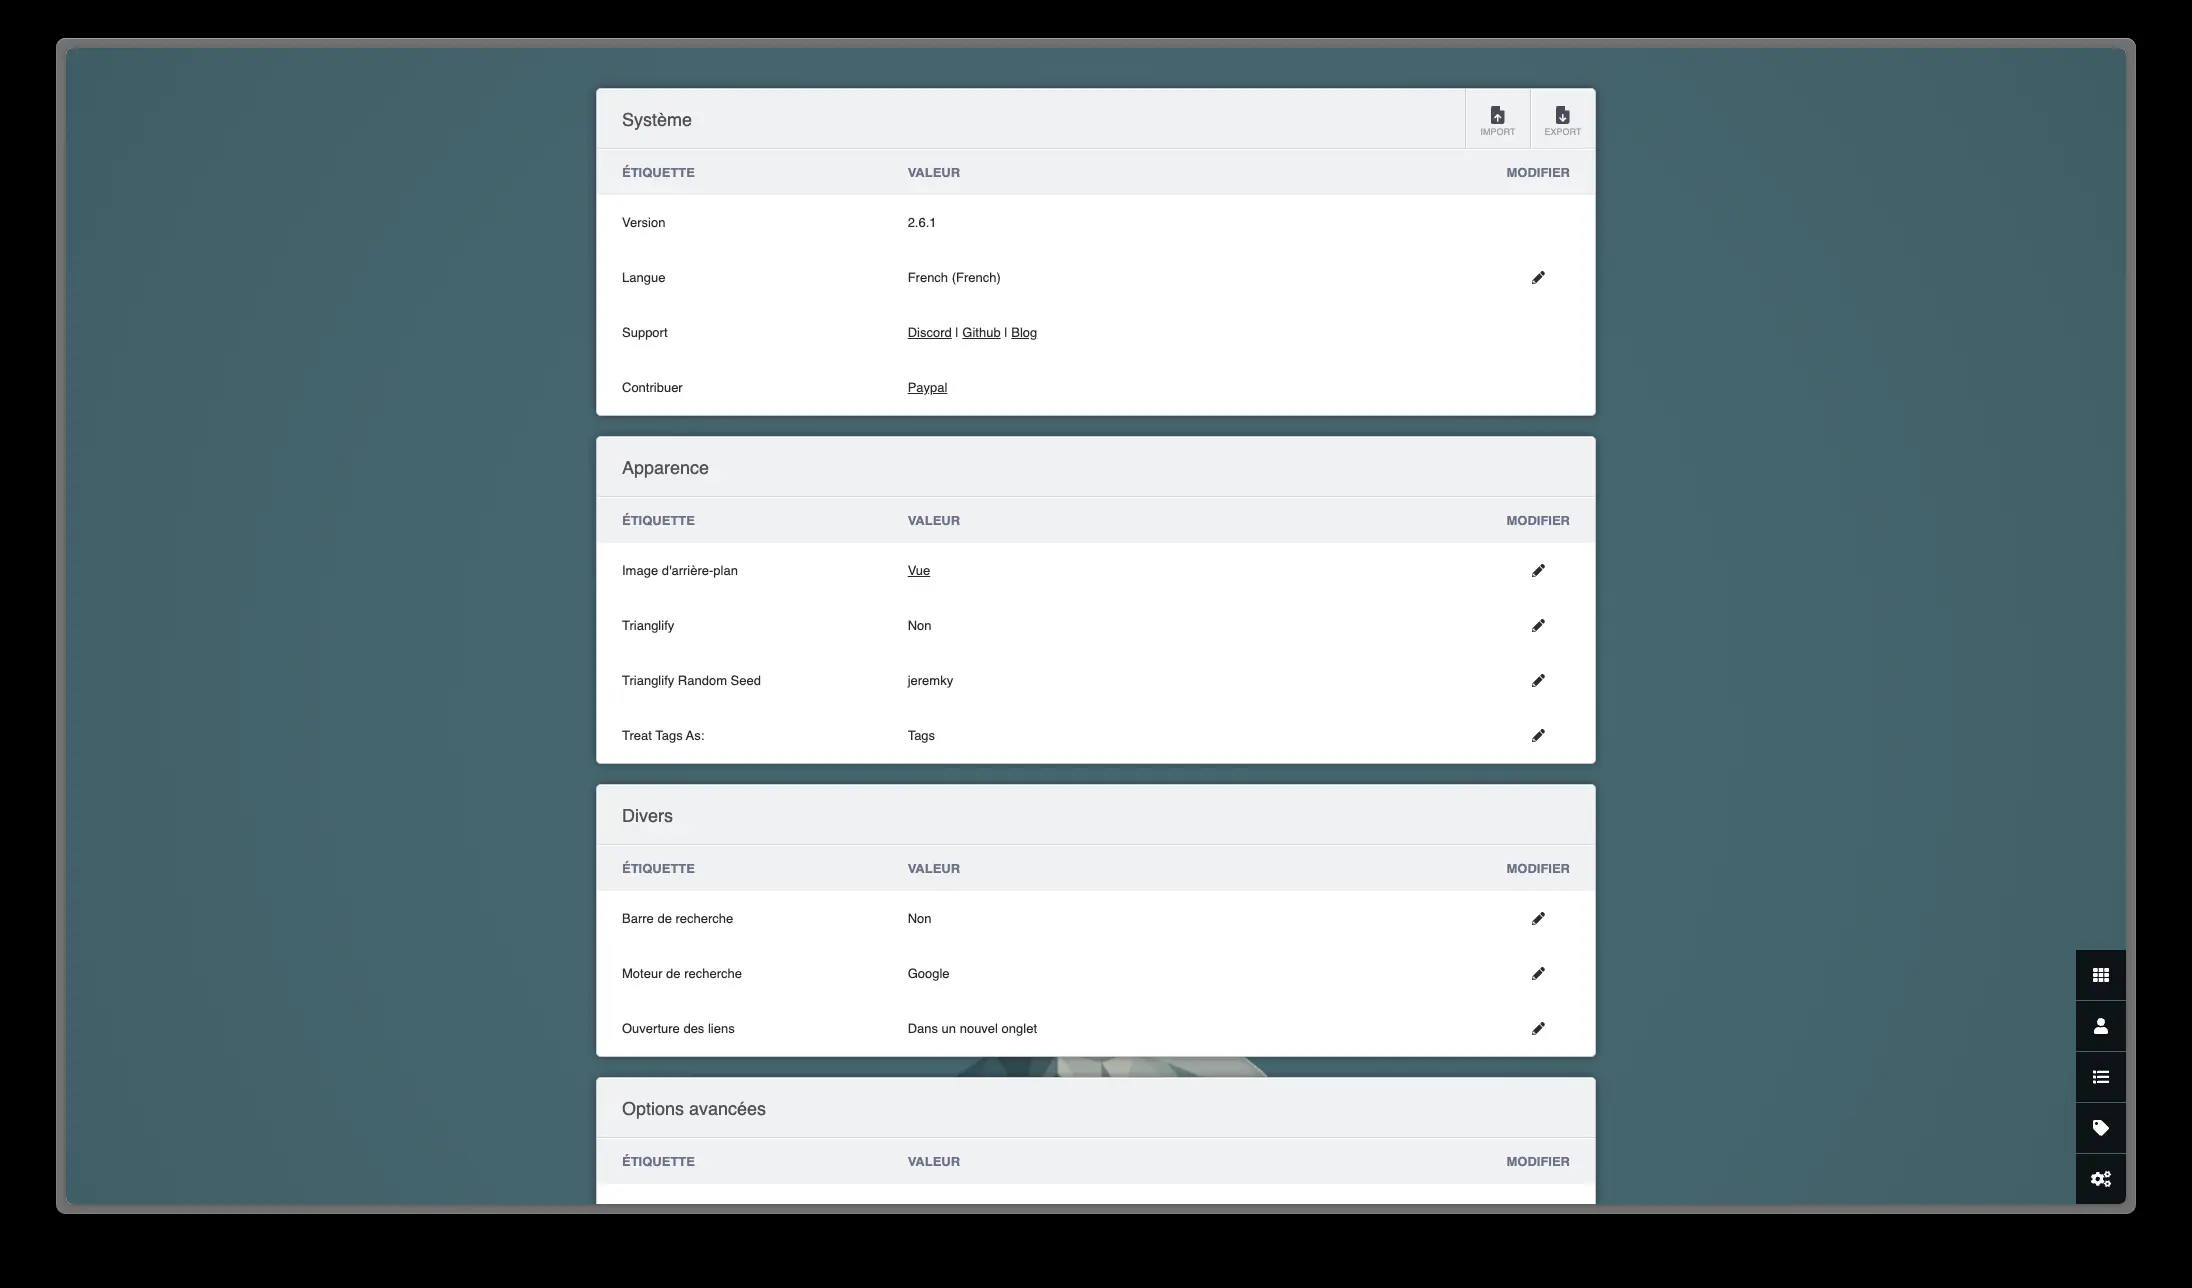 Système
IMPORT
EXPORT
ÉTIQUETTE VALEUR MODIFIER
Version 2.6.1
Langue French (French)
Support Discord | Github | Blog
Contribuer Paypal
Apparence
ÉTIQUETTE VALEUR MODIFIER
Image d'arrière-plan Vue
Trianglify Non
Trianglify Random Seed jeremky
Treat Tags As: Tags
Divers
ÉTIQUETTE VALEUR MODIFIER
Barre de recherche Non
Moteur de recherche Google
Ouverture des liens Dans un nouvel onglet
Options avancées
ÉTIQUETTE VALEUR MODIFIER